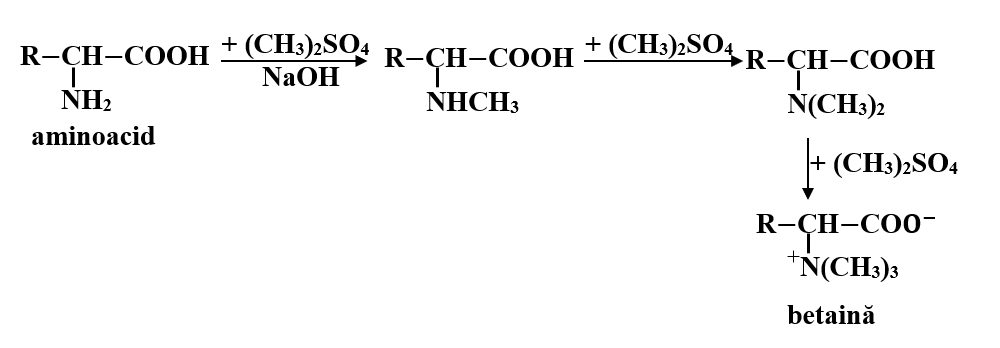 R–CH–COOH + (CH₃)₂SO₄ R–CH–COOH + (CH₃)₂SO₄ R–CH–COOH
NaOH
NH₂ NHCH₃ N(CH₃)₂
aminoacid
+ (CH₃)₂SO₄
R–CH–COO⁻
⁺N(CH₃)₃
betaină